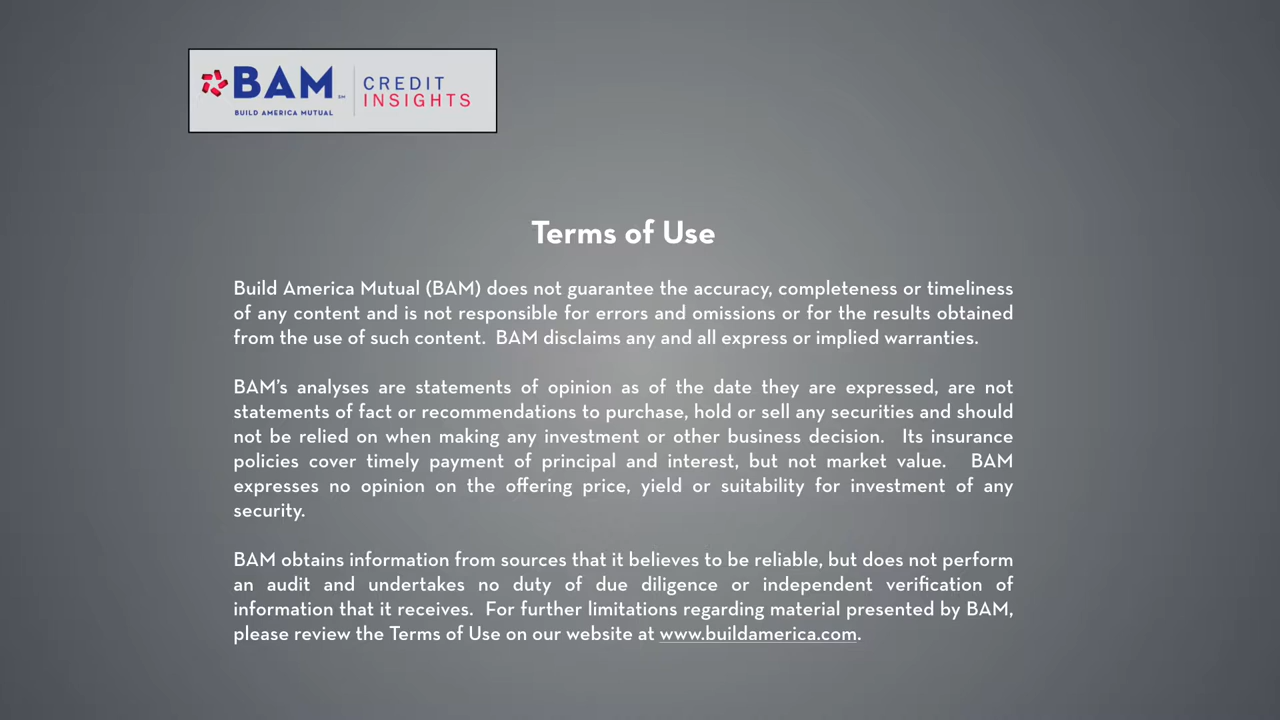 BAM SM
BUILD AMERICA MUTUAL
CREDIT
INSIGHTS
Terms of Use
Build America Mutual (BAM) does not guarantee the accuracy, completeness or timeliness
of any content and is not responsible for errors and omissions or for the results obtained
from the use of such content.  BAM disclaims any and all express or implied warranties.
BAM's analyses are statements of opinion as of the date they are expressed, are not
statements of fact or recommendations to purchase, hold or sell any securities and should
not be relied on when making any investment or other business decision.  Its insurance
policies cover timely payment of principal and interest, but not market value.  BAM
expresses no opinion on the offering price, yield or suitability for investment of any
security.
BAM obtains information from sources that it believes to be reliable, but does not perform
an audit and undertakes no duty of due diligence or independent verification of
information that it receives.  For further limitations regarding material presented by BAM,
please review the Terms of Use on our website at www.buildamerica.com.